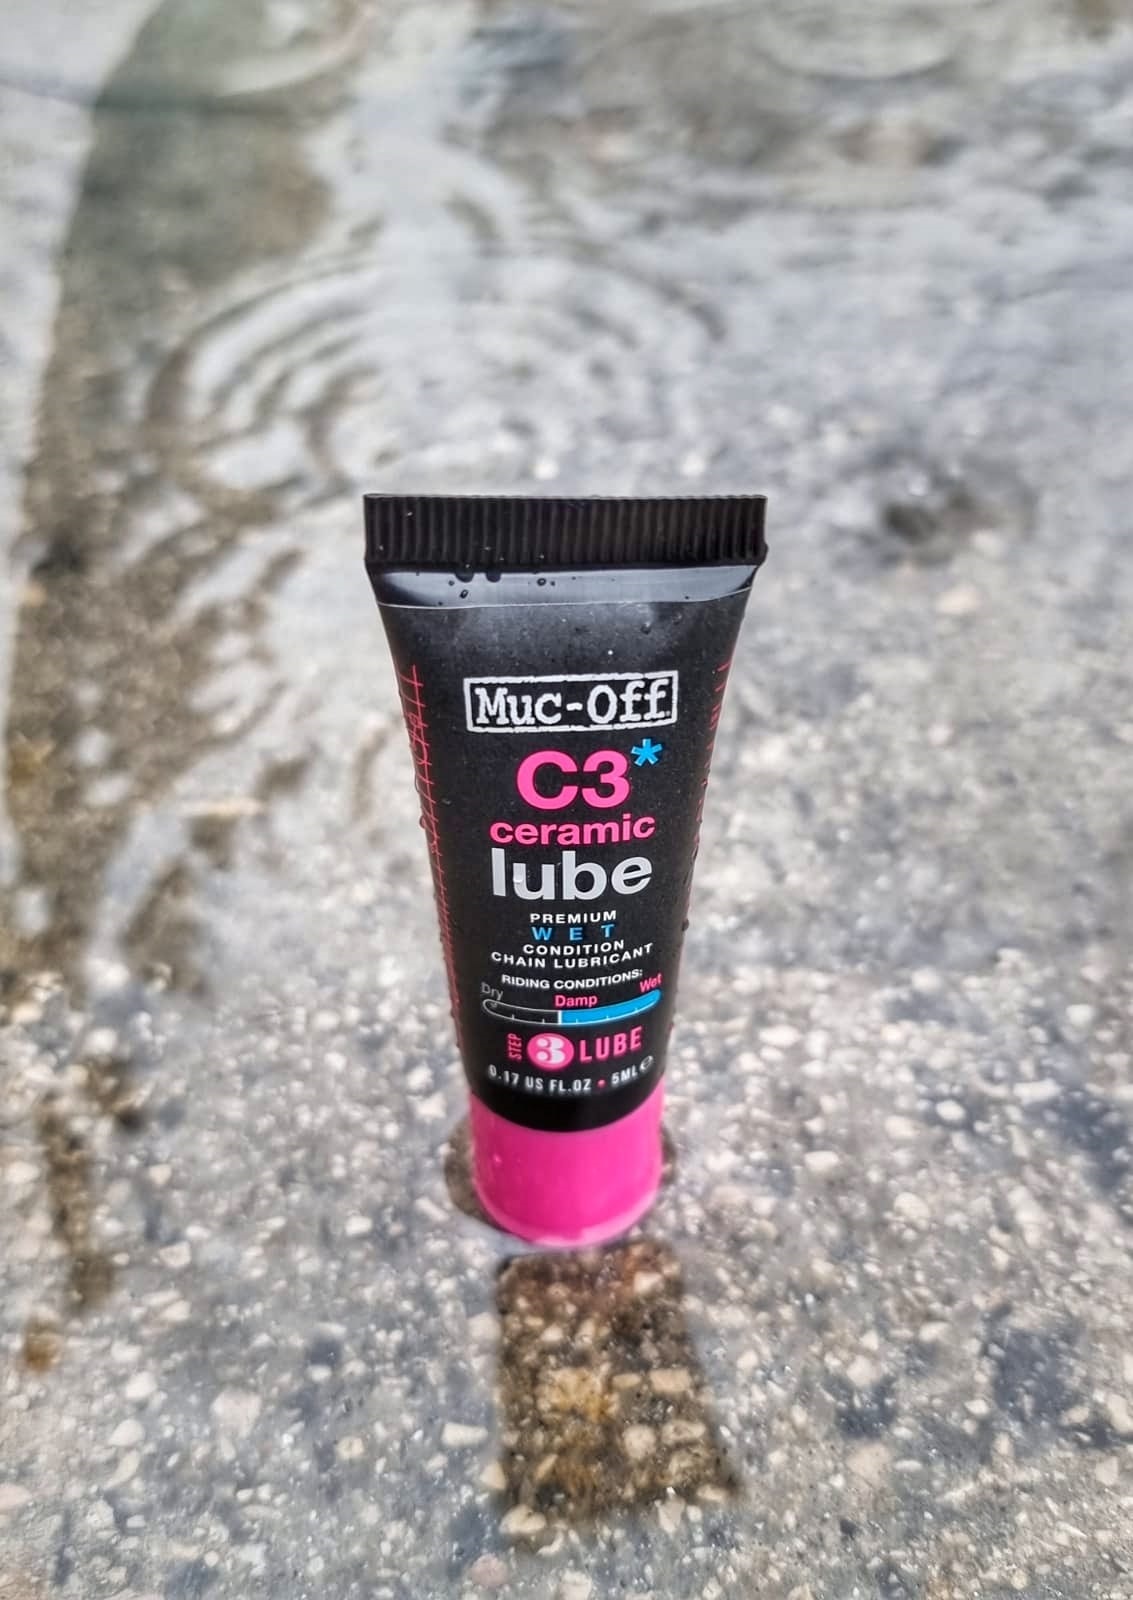 Muc-Off
C3*
ceramic
lube
PREMIUM
WET
CONDITION
CHAIN LUBRICANT
RIDING CONDITIONS:
Dry Damp Wet
STEP 3 LUBE
0.17 US FL.OZ • 5ML ℮